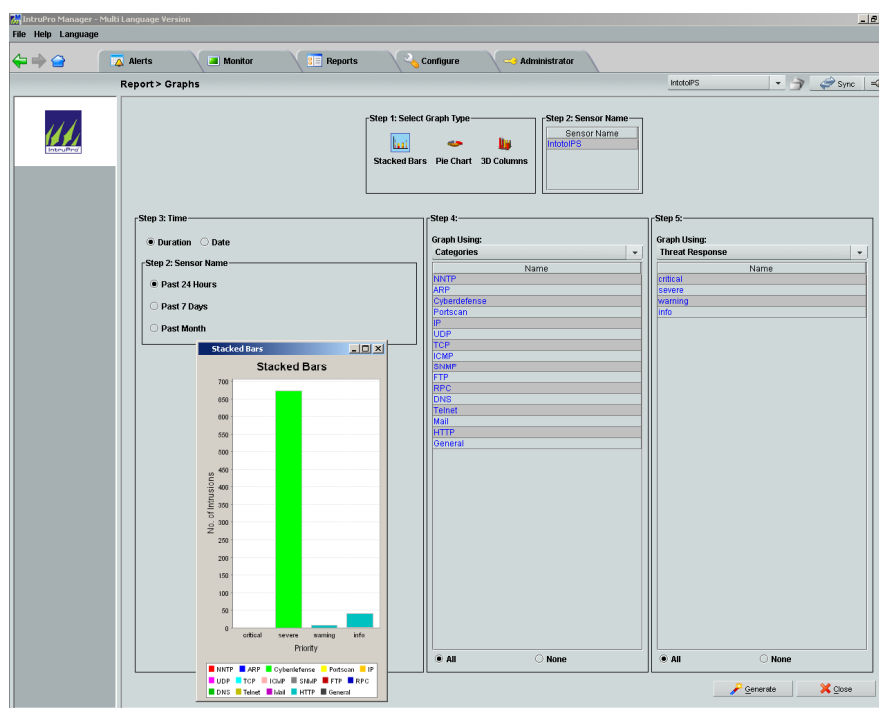 IntruPro Manager - Multi Language Version
File Help Language
Alerts Monitor Reports Configure Administrator
Report > Graphs IntotoIPS Sync
IntruPro
Step 1: Select Graph Type
Stacked Bars Pie Chart 3D Columns
Step 2: Sensor Name
Sensor Name
IntotoIPS
Step 3: Time
Duration Date
Step 2: Sensor Name
Past 24 Hours
Past 7 Days
Past Month
Stacked Bars
Stacked Bars
700
650
600
550
500
450
400
350
300
250
200
150
100
50
0
No. of Intrusions
critical severe warning info
Priority
NNTP ARP Cyberdefense Portscan IP
UDP TCP ICMP SNMP FTP RPC
DNS Telnet Mail HTTP General
Step 4:
Graph Using:
Categories
Name
NNTP
ARP
Cyberdefense
Portscan
IP
UDP
TCP
ICMP
SNMP
FTP
RPC
DNS
Telnet
Mail
HTTP
General
All None
Step 5:
Graph Using:
Threat Response
Name
critical
severe
warning
info
All None
Generate Close